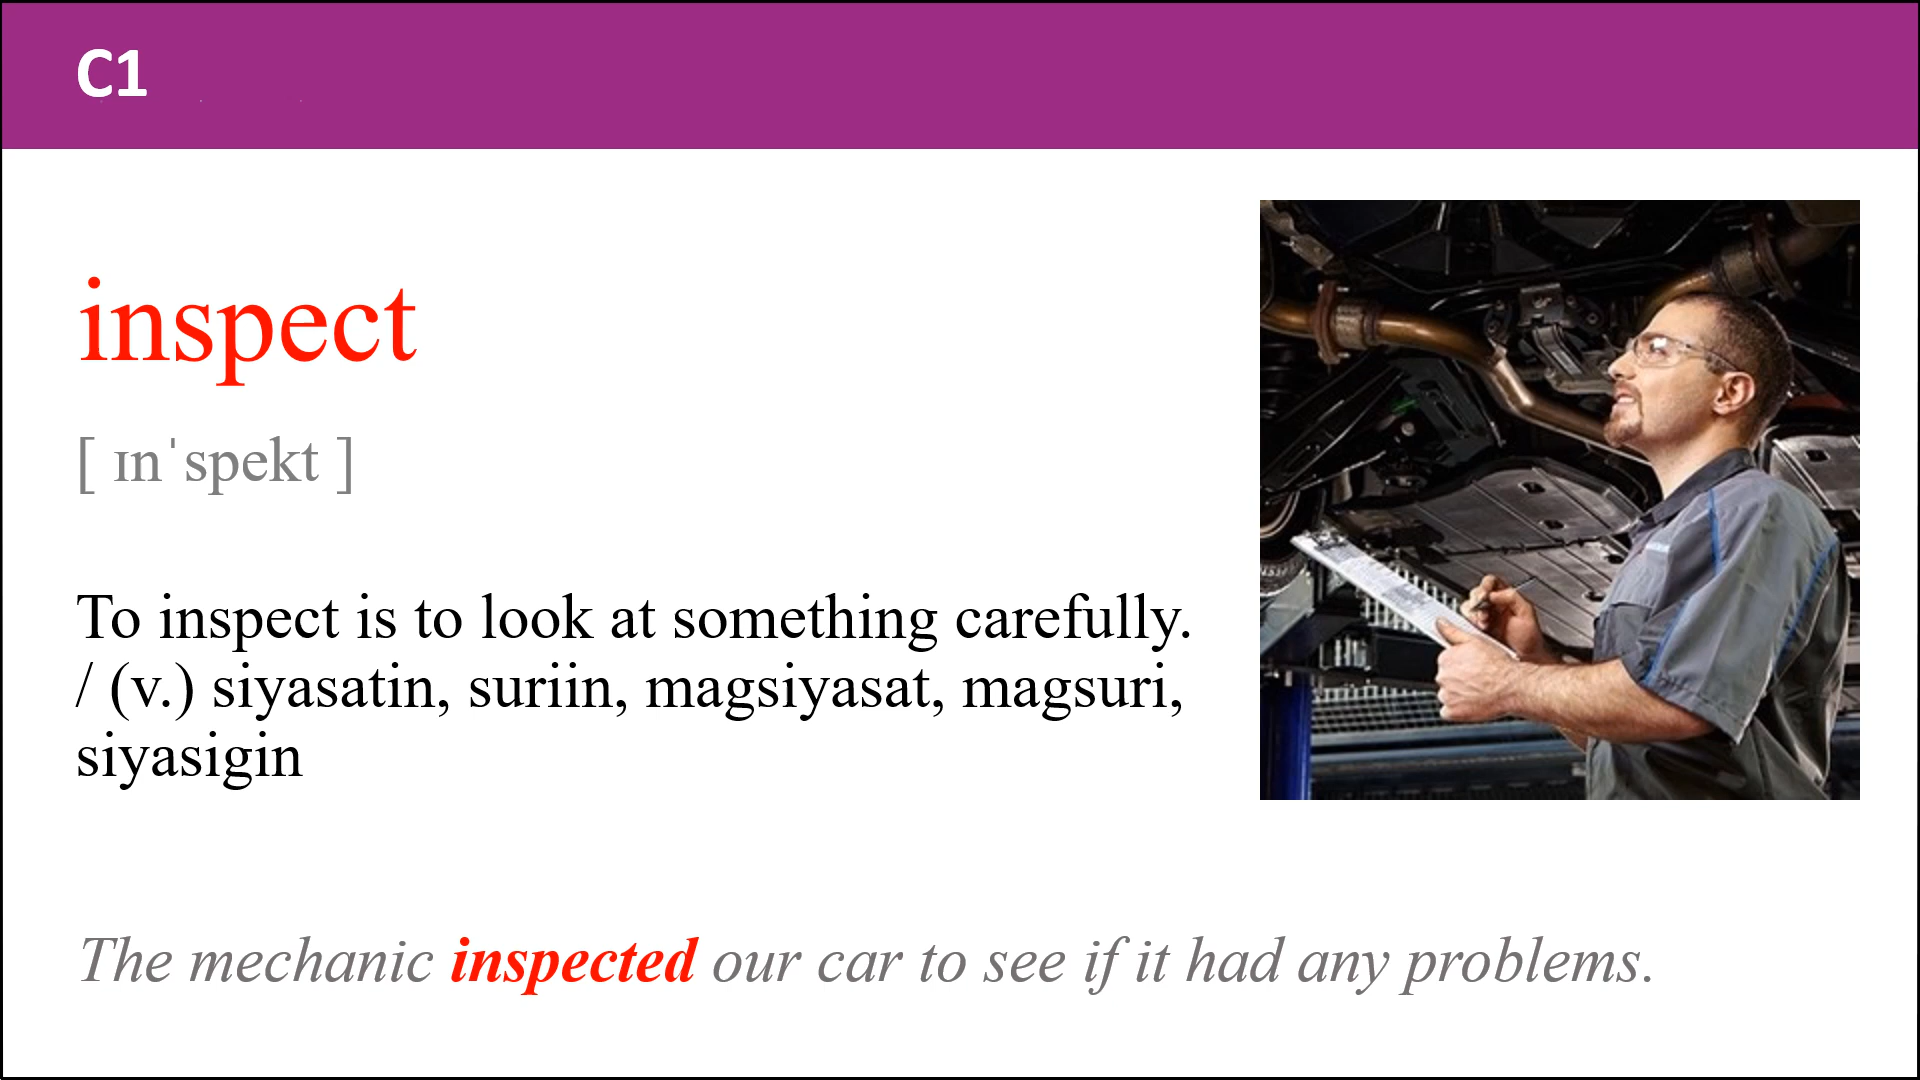 C1
inspect
[ ɪnˈspekt ]
To inspect is to look at something carefully.
/ (v.) siyasatin, suriin, magsiyasat, magsuri,
siyasigin
The mechanic inspected our car to see if it had any problems.